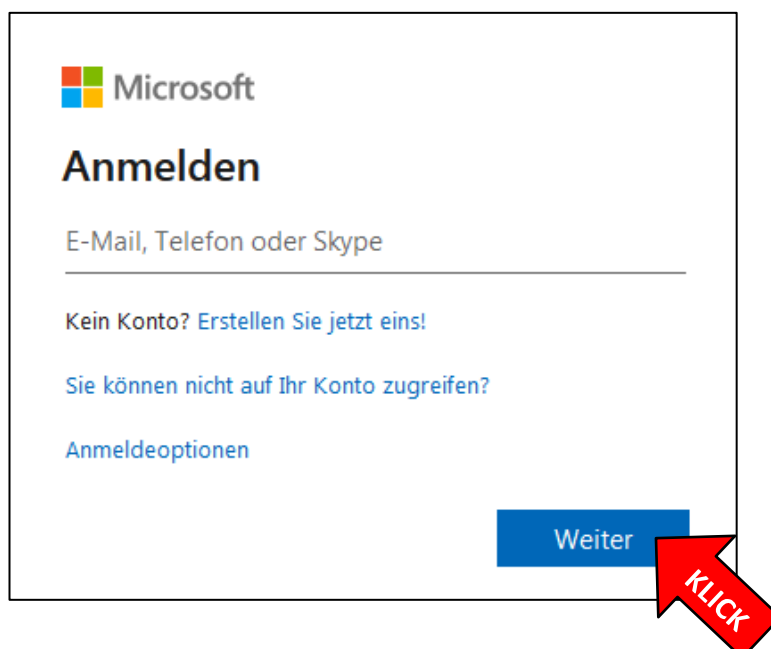 Microsoft
Anmelden
E-Mail, Telefon oder Skype
Kein Konto? Erstellen Sie jetzt eins!
Sie können nicht auf Ihr Konto zugreifen?
Anmeldeoptionen
Weiter
KLICK